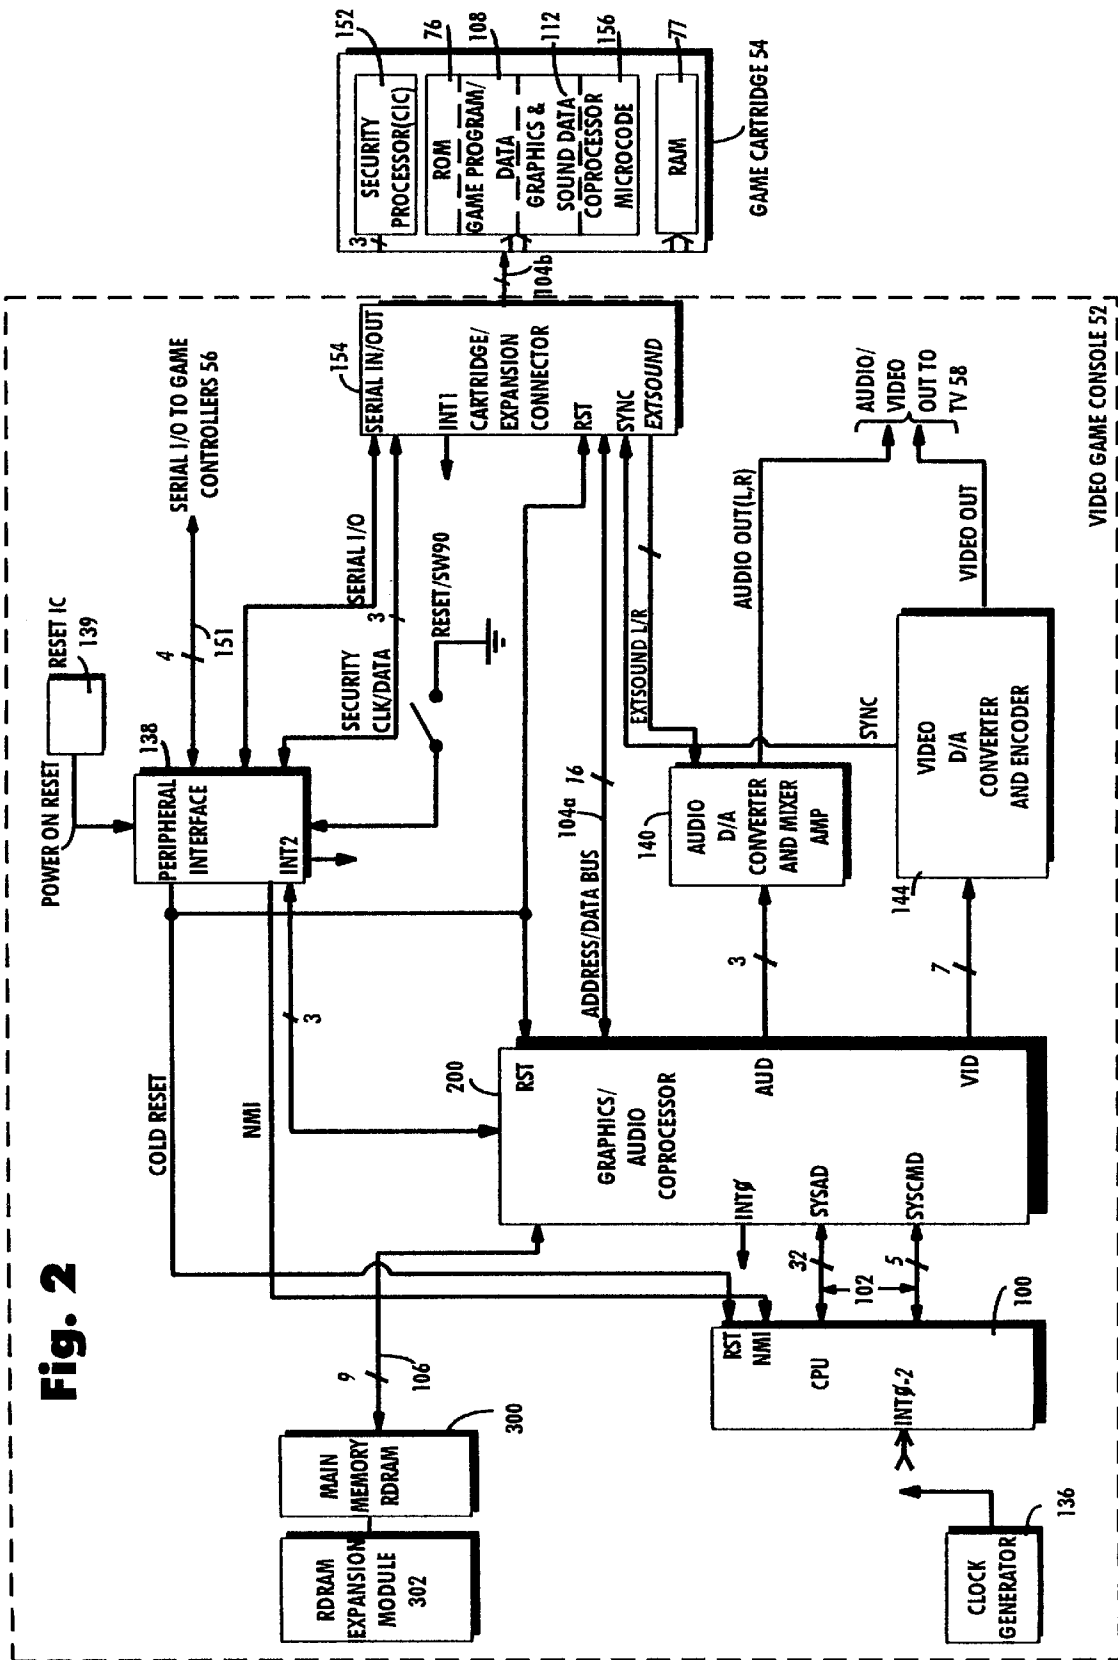 Fig. 2
POWER ON RESET
RESET IC
139
SERIAL I/O TO GAME
CONTROLLERS 56
4
151
138
PERIPHERAL
INTERFACE
INT2
COLD RESET
NMI
3
SECURITY
CLK/DATA
SERIAL I/O
3
RESET/SW90
154
SERIAL IN/OUT
INT1
CARTRIDGE/
EXPANSION
CONNECTOR
RST
SYNC
EXTSOUND
104b
152
SECURITY
PROCESSOR(CIC)
3
76
ROM
108
GAME PROGRAM/
DATA
112
GRAPHICS &
SOUND DATA
156
COPROCESSOR
MICROCODE
77
RAM
GAME CARTRIDGE 54
RDRAM
EXPANSION
MODULE
302
MAIN
MEMORY
RDRAM
300
9
106
200
RST
GRAPHICS/
AUDIO
COPROCESSOR
AUD
VID
INT0
SYSAD
SYSCMD
ADDRESS/DATA BUS
104a
16
EXTSOUND L/R
140
AUDIO
D/A
CONVERTER
AND MIXER
AMP
3
AUDIO OUT(L,R)
AUDIO/
VIDEO
OUT TO
TV 58
144
VIDEO
D/A
CONVERTER
AND ENCODER
7
SYNC
VIDEO OUT
32
5
102
RST
NMI
CPU
INT0-2
100
CLOCK
GENERATOR
136
VIDEO GAME CONSOLE 52